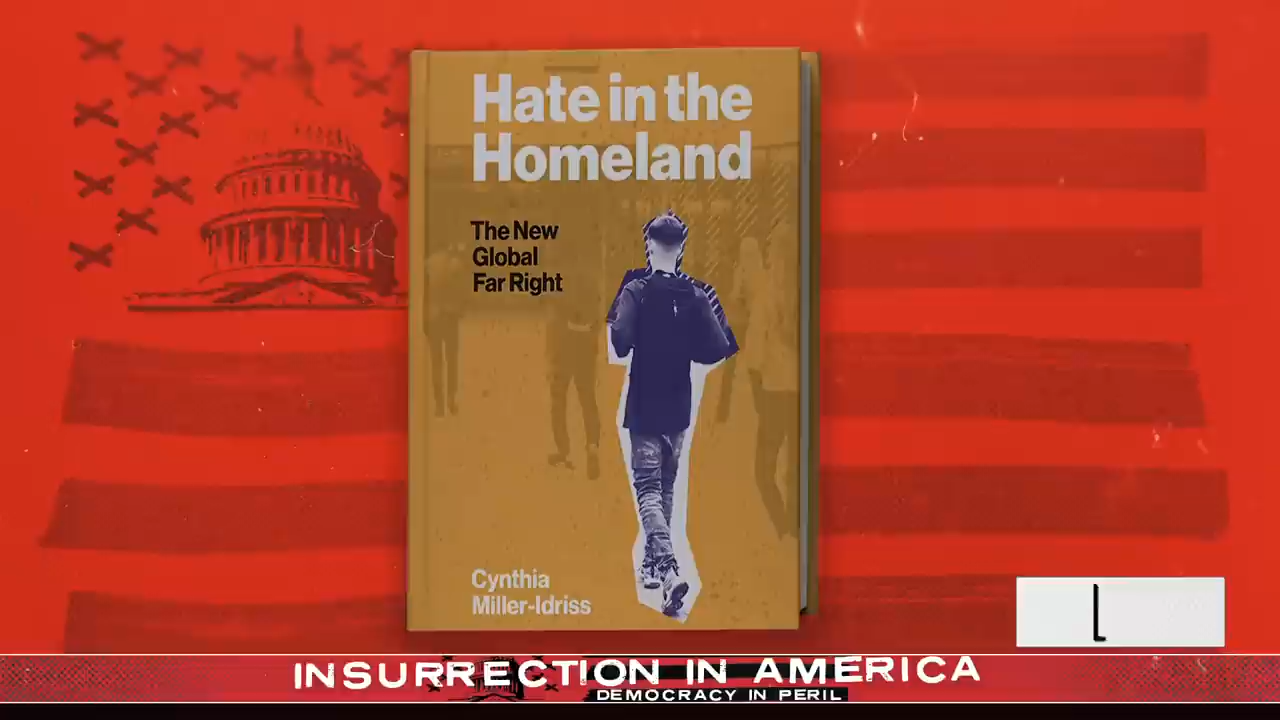 Hate in the
Homeland
The New
Global
Far Right
Cynthia
Miller-Idriss
INSURRECTION IN AMERICA
DEMOCRACY IN PERIL